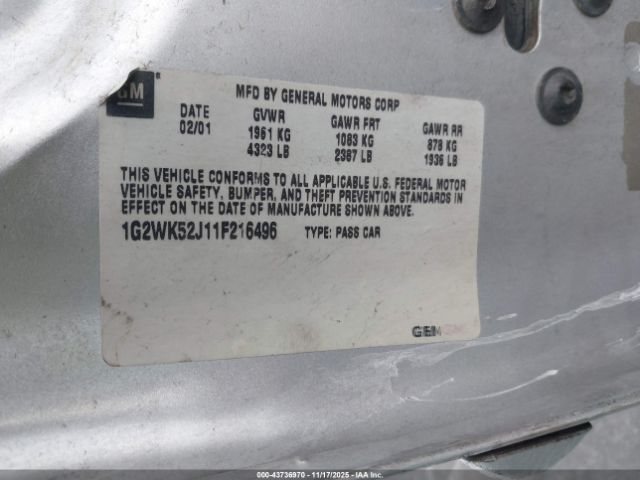 GM ®
MFD BY GENERAL MOTORS CORP
DATE GVWR GAWR FRT GAWR RR
02/01 1961 KG 1083 KG 878 KG
4323 LB 2387 LB 1936 LB
THIS VEHICLE CONFORMS TO ALL APPLICABLE U.S. FEDERAL MOTOR
VEHICLE SAFETY, BUMPER, AND THEFT PREVENTION STANDARDS IN
EFFECT ON THE DATE OF MANUFACTURE SHOWN ABOVE.
1G2WK52J11F216496 TYPE: PASS CAR
00-43736970 — 11/17/2025 — IAAI.COM